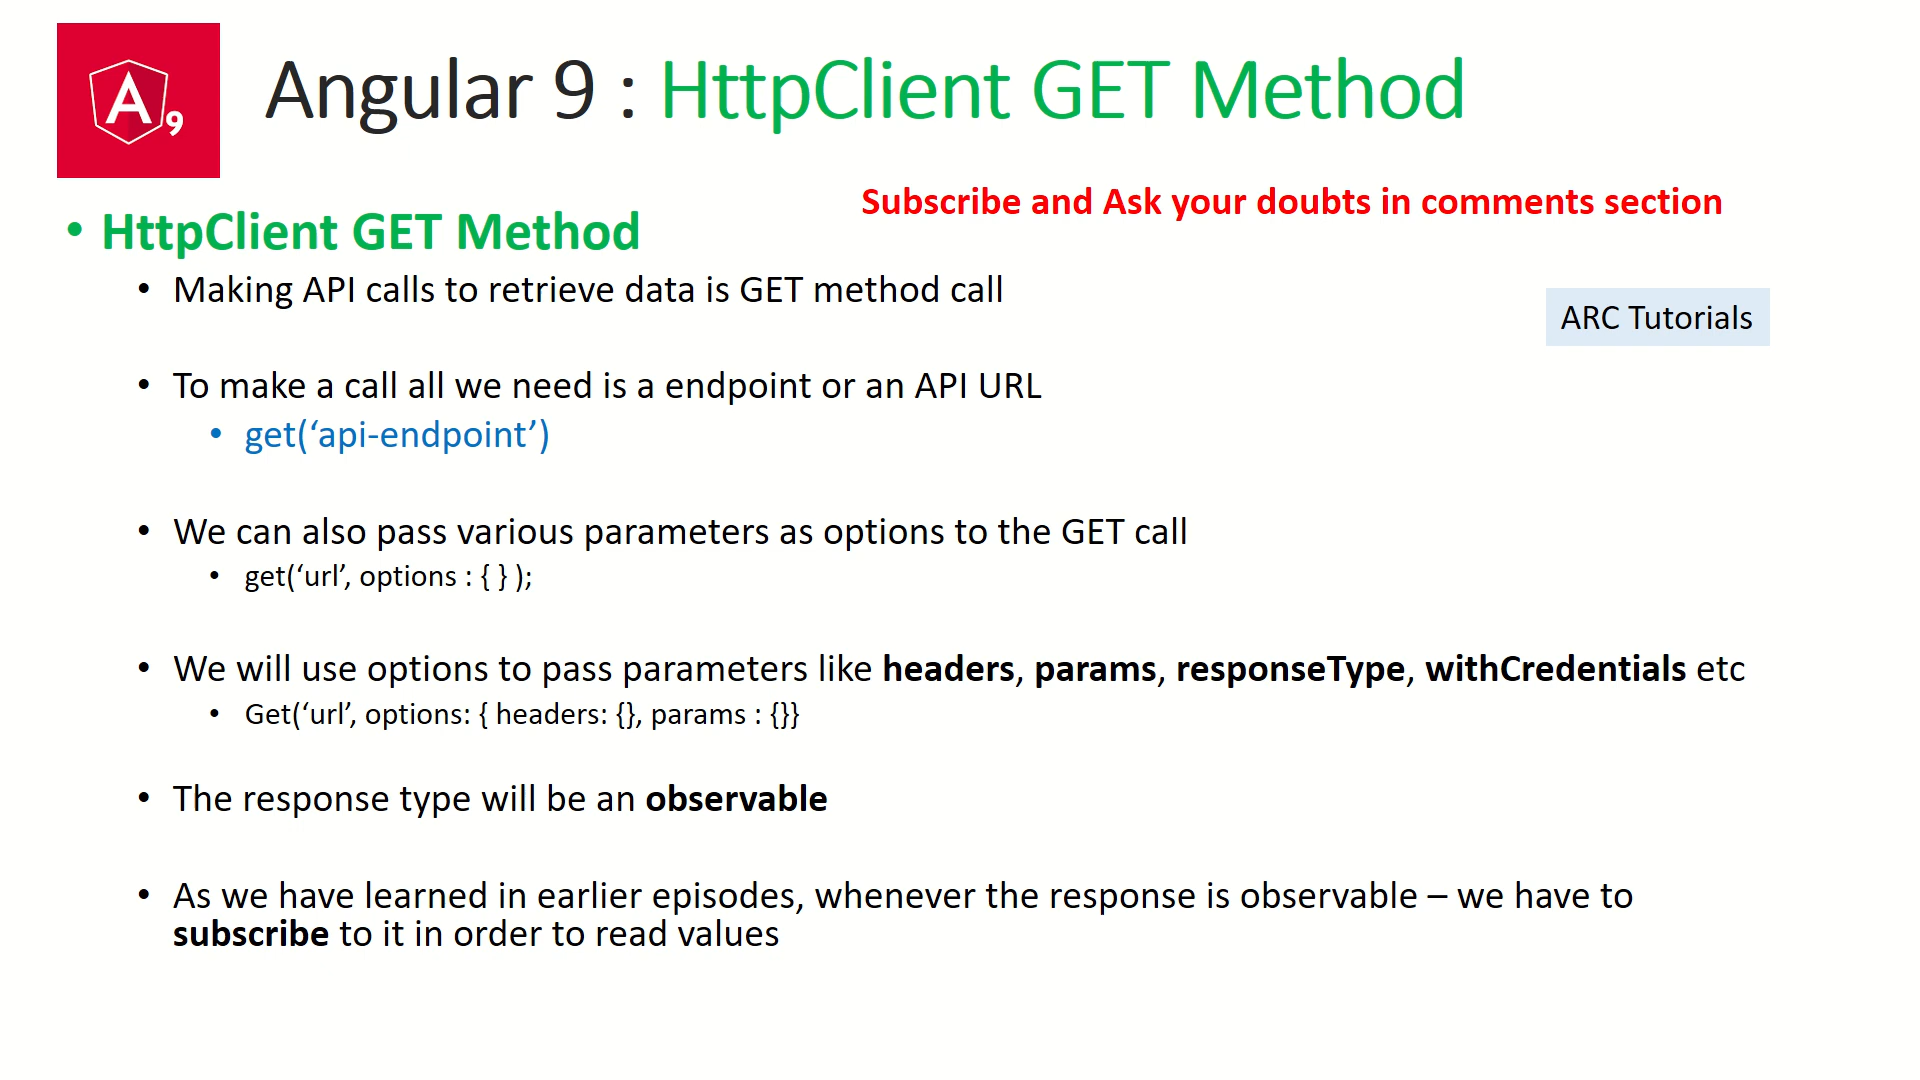 A9
Angular 9 : HttpClient GET Method
Subscribe and Ask your doubts in comments section
• HttpClient GET Method
• Making API calls to retrieve data is GET method call
ARC Tutorials
• To make a call all we need is a endpoint or an API URL
• get(‘api-endpoint’)
• We can also pass various parameters as options to the GET call
• get(‘url’, options : { } );
• We will use options to pass parameters like headers, params, responseType, withCredentials etc
• Get(‘url’, options: { headers: {}, params : {}}
• The response type will be an observable
• As we have learned in earlier episodes, whenever the response is observable – we have to
subscribe to it in order to read values